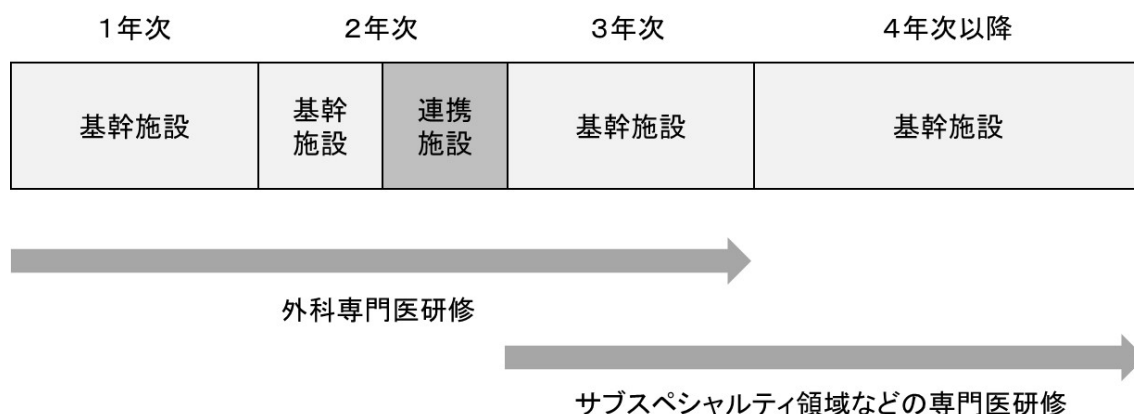 1年次 2年次 3年次 4年次以降
基幹施設 基幹 連携 基幹施設 基幹施設
施設 施設
外科専門医研修
サブスペシャルティ領域などの専門医研修